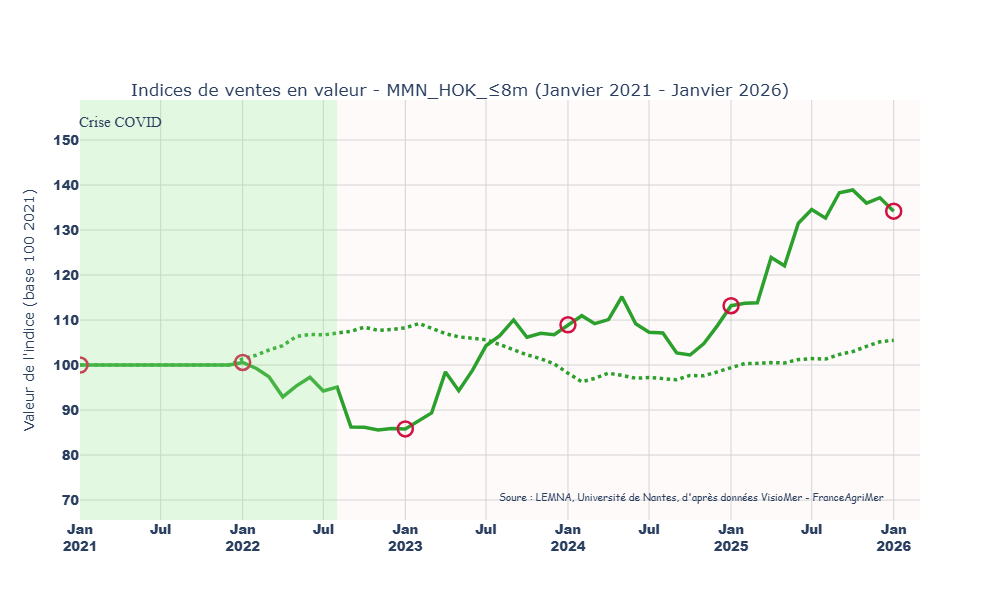 Indices de ventes en valeur - MMN_HOK_≤8m (Janvier 2021 - Janvier 2026)
Crise COVID
Valeur de l'indice (base 100 2021)
150
140
130
120
110
100
90
80
70
Soure : LEMNA, Université de Nantes, d'après données VisioMer - FranceAgriMer
Jan Jul Jan Jul Jan Jul Jan Jul Jan Jul Jan
2021 2022 2023 2024 2025 2026